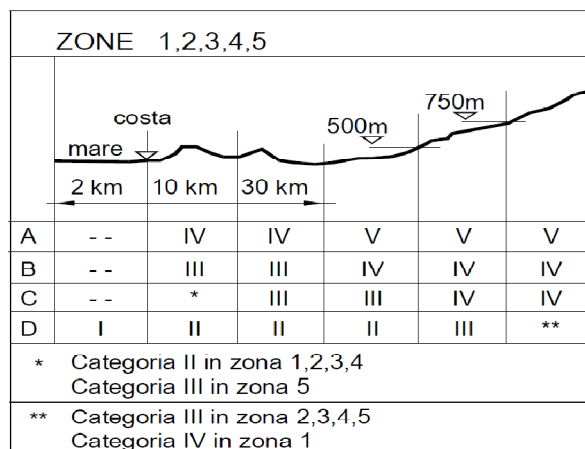 ZONE 1,2,3,4,5
750m
costa
500m
mare
2 km 10 km 30 km
A -- IV IV V V V
B -- III III IV IV IV
C -- * III III IV IV
D I II II II III **
* Categoria II in zona 1,2,3,4
Categoria III in zona 5
** Categoria III in zona 2,3,4,5
Categoria IV in zona 1